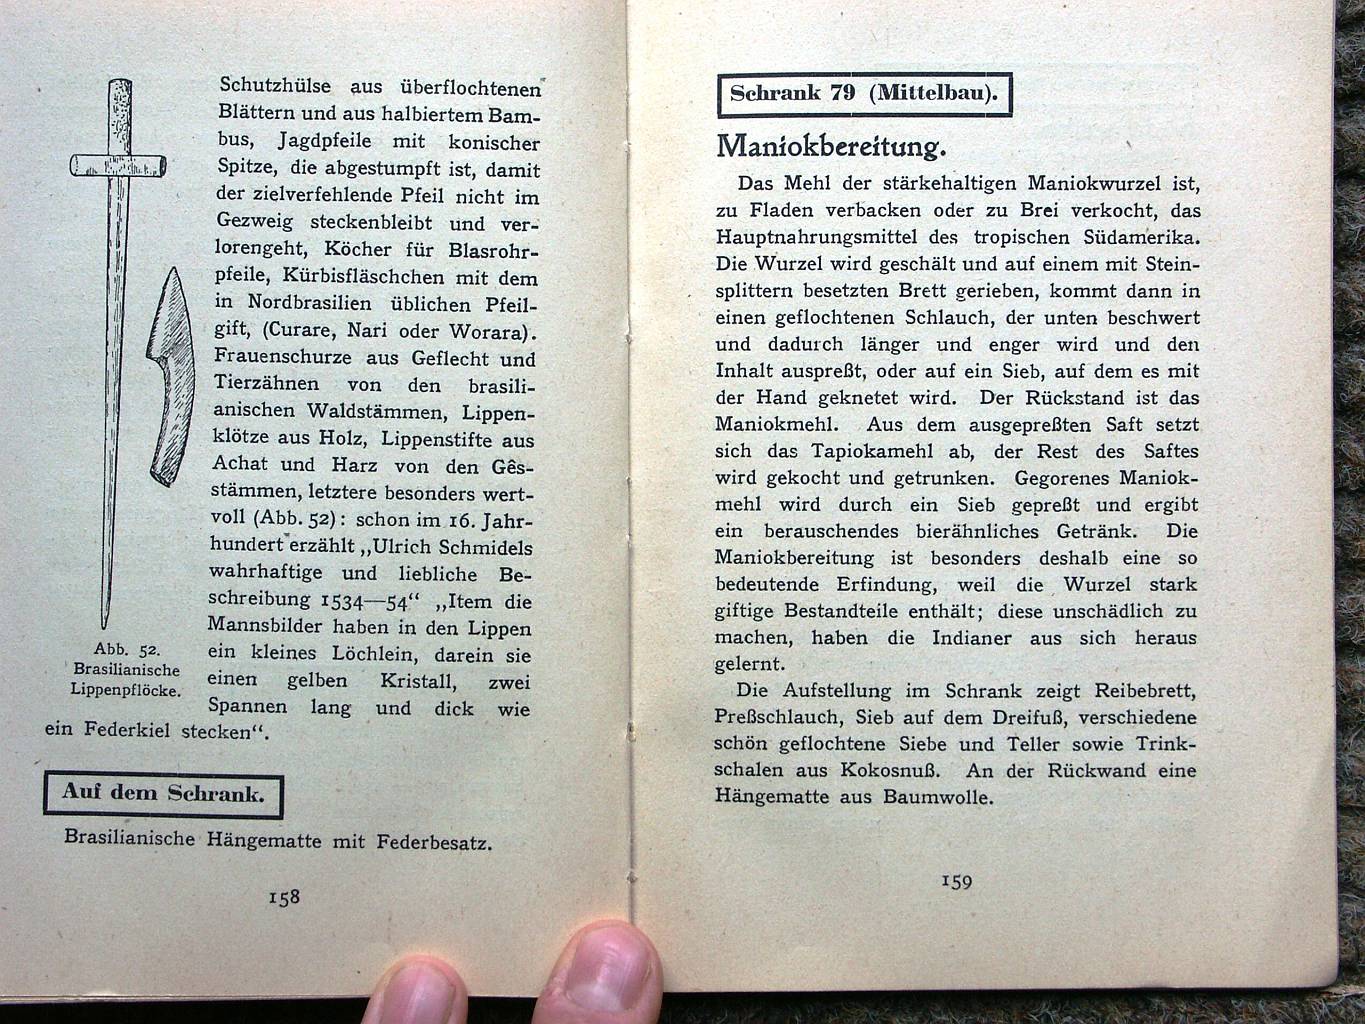 Schutzhülse aus überflochtenen
Blättern und aus halbiertem Bam-
bus, Jagdpfeile mit konischer
Spitze, die abgestumpft ist, damit
der zielverfehlende Pfeil nicht im
Gezweig steckenbleibt und ver-
lorengeht, Köcher für Blasrohr-
pfeile, Kürbisfläschchen mit dem
in Nordbrasilien üblichen Pfeil-
gift, (Curare, Nari oder Worara).
Frauenschurze aus Geflecht und
Tierzähnen von den brasili-
anischen Waldstämmen, Lippen-
klötze aus Holz, Lippenstifte aus
Achat und Harz von den Gês-
stämmen, letztere besonders wert-
voll (Abb. 52): schon im 16. Jahr-
hundert erzählt „Ulrich Schmidels
wahrhaftige und liebliche Be-
schreibung 1534—54“ „Item die
Mannsbilder haben in den Lippen
ein kleines Löchlein, darein sie
einen gelben Kristall, zwei
Spannen lang und dick wie
ein Federkiel stecken“.
Abb. 52.
Brasilianische
Lippenpflöcke.
Auf dem Schrank.
Brasilianische Hängematte mit Federbesatz.
158
Schrank 79 (Mittelbau).
Maniokbereitung.
Das Mehl der stärkehaltigen Maniokwurzel ist,
zu Fladen verbacken oder zu Brei verkocht, das
Hauptnahrungsmittel des tropischen Südamerika.
Die Wurzel wird geschält und auf einem mit Stein-
splittern besetzten Brett gerieben, kommt dann in
einen geflochtenen Schlauch, der unten beschwert
und dadurch länger und enger wird und den
Inhalt auspreßt, oder auf ein Sieb, auf dem es mit
der Hand geknetet wird. Der Rückstand ist das
Maniokmehl. Aus dem ausgepreßten Saft setzt
sich das Tapiokamehl ab, der Rest des Saftes
wird gekocht und getrunken. Gegorenes Maniok-
mehl wird durch ein Sieb gepreßt und ergibt
ein berauschendes bierähnliches Getränk. Die
Maniokbereitung ist besonders deshalb eine so
bedeutende Erfindung, weil die Wurzel stark
giftige Bestandteile enthält; diese unschädlich zu
machen, haben die Indianer aus sich heraus
gelernt.
Die Aufstellung im Schrank zeigt Reibebrett,
Preßschlauch, Sieb auf dem Dreifuß, verschiedene
schön geflochtene Siebe und Teller sowie Trink-
schalen aus Kokosnuß. An der Rückwand eine
Hängematte aus Baumwolle.
159